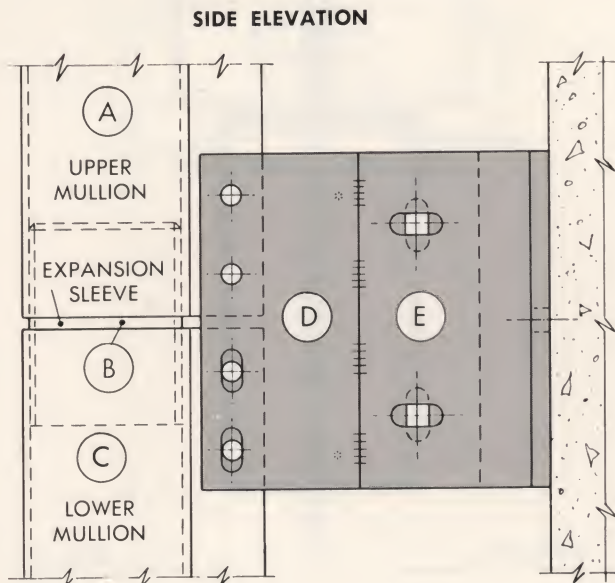 SIDE ELEVATION
A
UPPER
MULLION
EXPANSION
SLEEVE
B
D
E
C
LOWER
MULLION